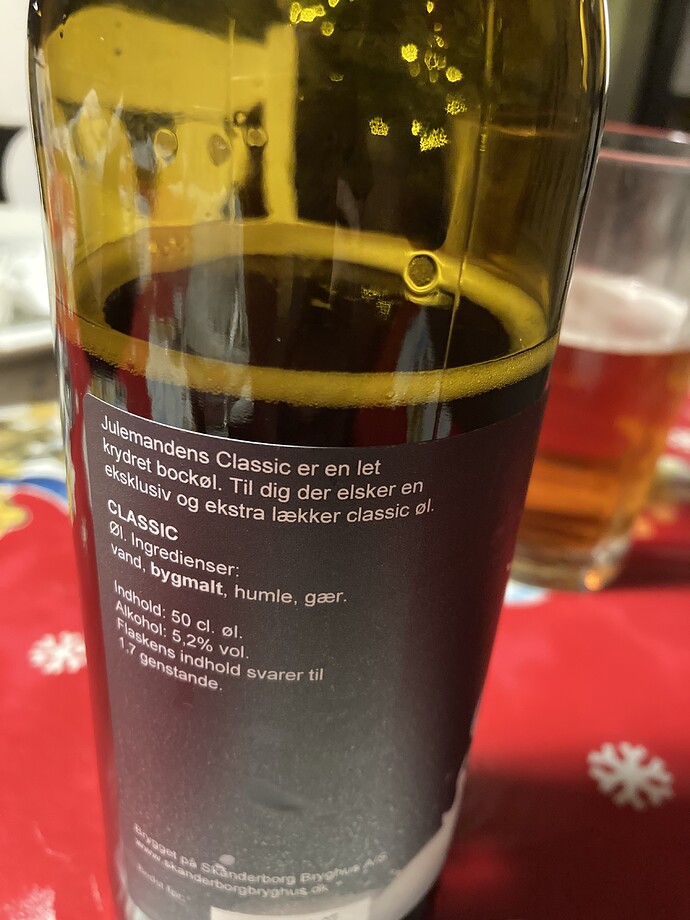 Julemandens Classic er en let
krydret bockøl. Til dig der elsker en
eksklusiv og ekstra lækker classic øl.
CLASSIC
Øl. Ingredienser:
vand, bygmalt, humle, gær.
Indhold: 50 cl. øl.
Alkohol: 5,2% vol.
Flaskens indhold svarer til
1,7 genstande.
Brygget på Skanderborg Bryghus A/S
www.skanderborgbryghus.dk